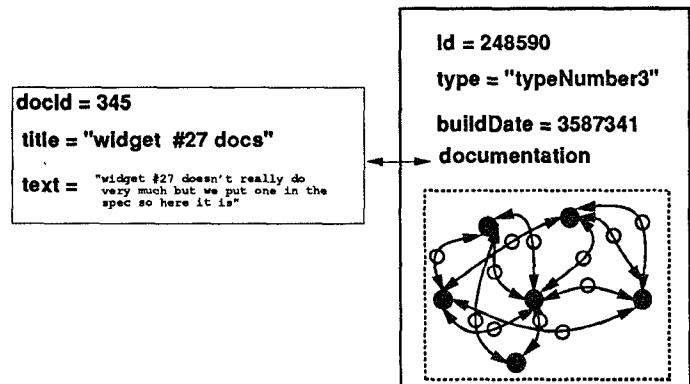 docId = 345
title = "widget #27 docs"
text = "widget #27 doesn't really do
very much but we put one in the
spec so here it is"
Id = 248590
type = "typeNumber3"
buildDate = 3587341
documentation